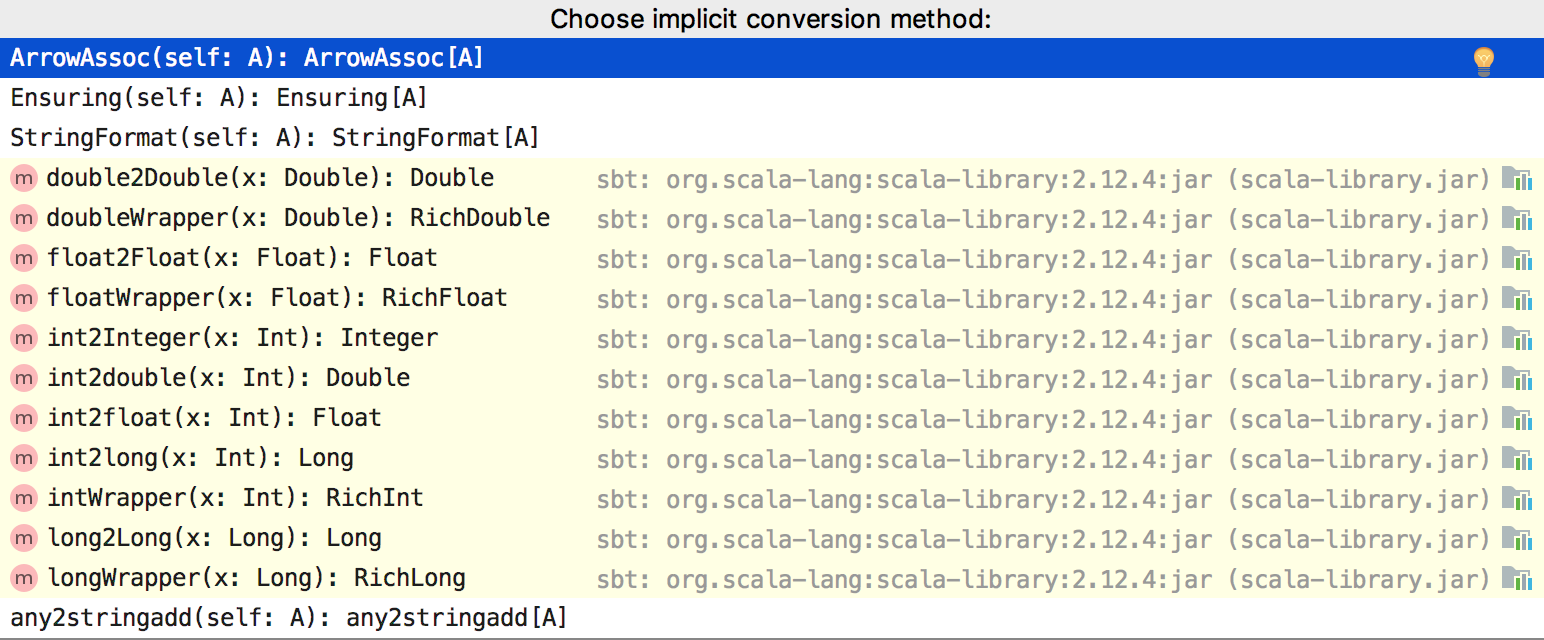 Choose implicit conversion method:
ArrowAssoc(self: A): ArrowAssoc[A]
Ensuring(self: A): Ensuring[A]
StringFormat(self: A): StringFormat[A]
m double2Double(x: Double): Double sbt: org.scala-lang:scala-library:2.12.4:jar (scala-library.jar)
m doubleWrapper(x: Double): RichDouble sbt: org.scala-lang:scala-library:2.12.4:jar (scala-library.jar)
m float2Float(x: Float): Float sbt: org.scala-lang:scala-library:2.12.4:jar (scala-library.jar)
m floatWrapper(x: Float): RichFloat sbt: org.scala-lang:scala-library:2.12.4:jar (scala-library.jar)
m int2Integer(x: Int): Integer sbt: org.scala-lang:scala-library:2.12.4:jar (scala-library.jar)
m int2double(x: Int): Double sbt: org.scala-lang:scala-library:2.12.4:jar (scala-library.jar)
m int2float(x: Int): Float sbt: org.scala-lang:scala-library:2.12.4:jar (scala-library.jar)
m int2long(x: Int): Long sbt: org.scala-lang:scala-library:2.12.4:jar (scala-library.jar)
m intWrapper(x: Int): RichInt sbt: org.scala-lang:scala-library:2.12.4:jar (scala-library.jar)
m long2Long(x: Long): Long sbt: org.scala-lang:scala-library:2.12.4:jar (scala-library.jar)
m longWrapper(x: Long): RichLong sbt: org.scala-lang:scala-library:2.12.4:jar (scala-library.jar)
any2stringadd(self: A): any2stringadd[A]